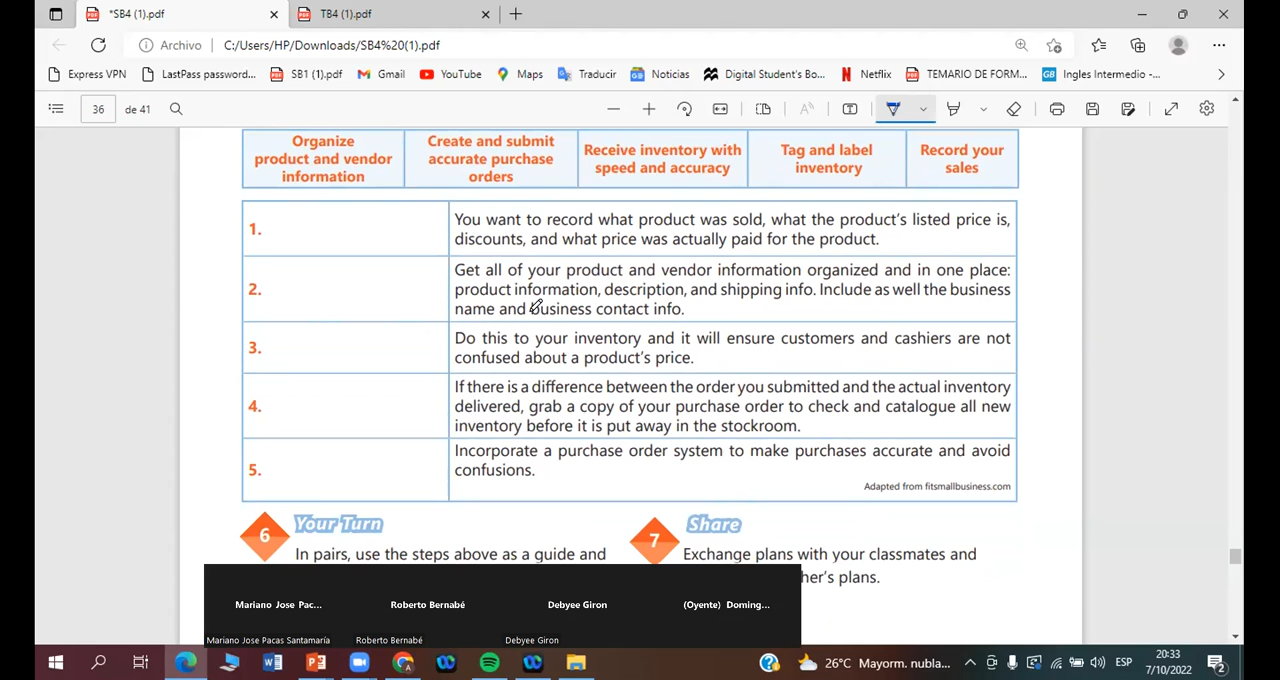 *SB4 (1).pdf
TB4 (1).pdf
Archivo
C:/Users/HP/Downloads/SB4%20(1).pdf
Express VPN
LastPass password...
SB1 (1).pdf
Gmail
YouTube
Maps
Traducir
Noticias
Digital Student's Bo...
Netflix
TEMARIO DE FORM...
Ingles Intermedio -...
36 de 41
Organize
product and vendor
information
Create and submit
accurate purchase
orders
Receive inventory with
speed and accuracy
Tag and label
inventory
Record your
sales
1.
You want to record what product was sold, what the product's listed price is,
discounts, and what price was actually paid for the product.
2.
Get all of your product and vendor information organized and in one place:
product information, description, and shipping info. Include as well the business
name and business contact info.
3.
Do this to your inventory and it will ensure customers and cashiers are not
confused about a product's price.
4.
If there is a difference between the order you submitted and the actual inventory
delivered, grab a copy of your purchase order to check and catalogue all new
inventory before it is put away in the stockroom.
5.
Incorporate a purchase order system to make purchases accurate and avoid
confusions.
Adapted from fitsmallbusiness.com
6
Your Turn
In pairs, use the steps above as a guide and
7
Share
Exchange plans with your classmates and
her's plans.
Mariano Jose Pac...
Roberto Bernabé
Debyee Giron
(Oyente) Doming...
Mariano Jose Pacas Santamaría
Roberto Bernabé
Debyee Giron
26°C Mayorm. nubla...
ESP
20:33
7/10/2022
2